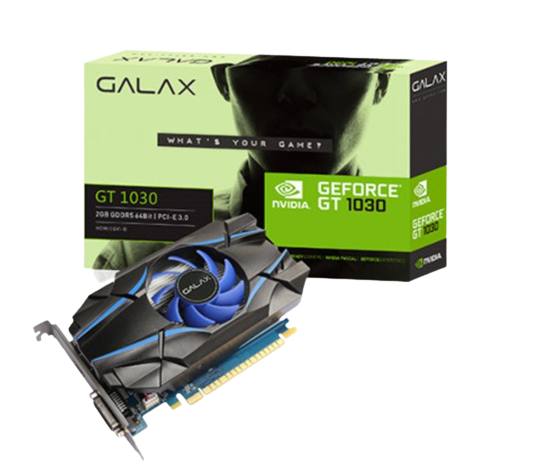 GALAX
GALAX
WHAT'S YOUR GAME?
GT 1030
2GB GDDR5 64Bit | PCI-E 3.0
NVIDIA
GEFORCE®
GT 1030
GEFORCE
GT 1030
NVIDIA
GALAX